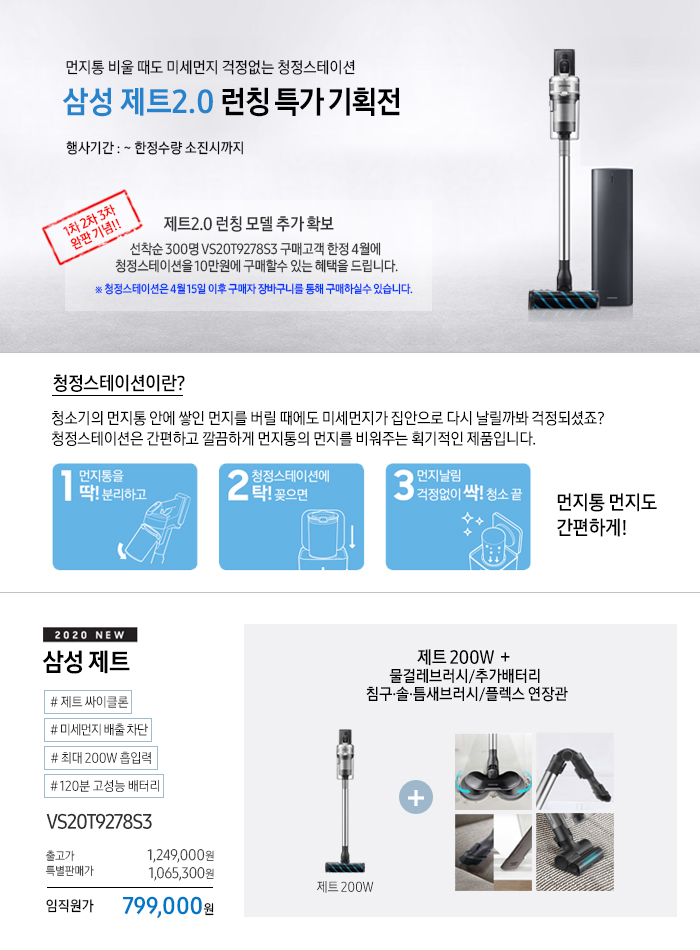 먼지통 비울 때도 미세먼지 걱정없는 청정스테이션
삼성 제트2.0 런칭 특가 기획전
행사기간 : ~ 한정수량 소진시까지
1차 2차 3차
완판 기념!!
제트2.0 런칭 모델 추가 확보
선착순 300명 VS20T9278S3 구매고객 한정 4월에
청정스테이션을 10만원에 구매할수 있는 혜택을 드립니다.
※ 청정스테이션은 4월 15일 이후 구매자 장바구니를 통해 구매하실수 있습니다.
청정스테이션이란?
청소기의 먼지통 안에 쌓인 먼지를 버릴 때에도 미세먼지가 집안으로 다시 날릴까봐 걱정되셨죠?
청정스테이션은 간편하고 깔끔하게 먼지통의 먼지를 비워주는 획기적인 제품입니다.
1 먼지통을
딱! 분리하고
2 청정스테이션에
탁! 꽂으면
3 먼지날림
걱정없이 싹! 청소 끝
먼지통 먼지도
간편하게!
2020 NEW
삼성 제트
# 제트 싸이클론
# 미세먼지 배출 차단
# 최대 200W 흡입력
# 120분 고성능 배터리
VS20T9278S3
출고가 1,249,000원
특별판매가 1,065,300원
임직원가 799,000원
제트 200W +
물걸레브러시/추가배터리
침구·솔·틈새브러시/플렉스 연장관
제트 200W